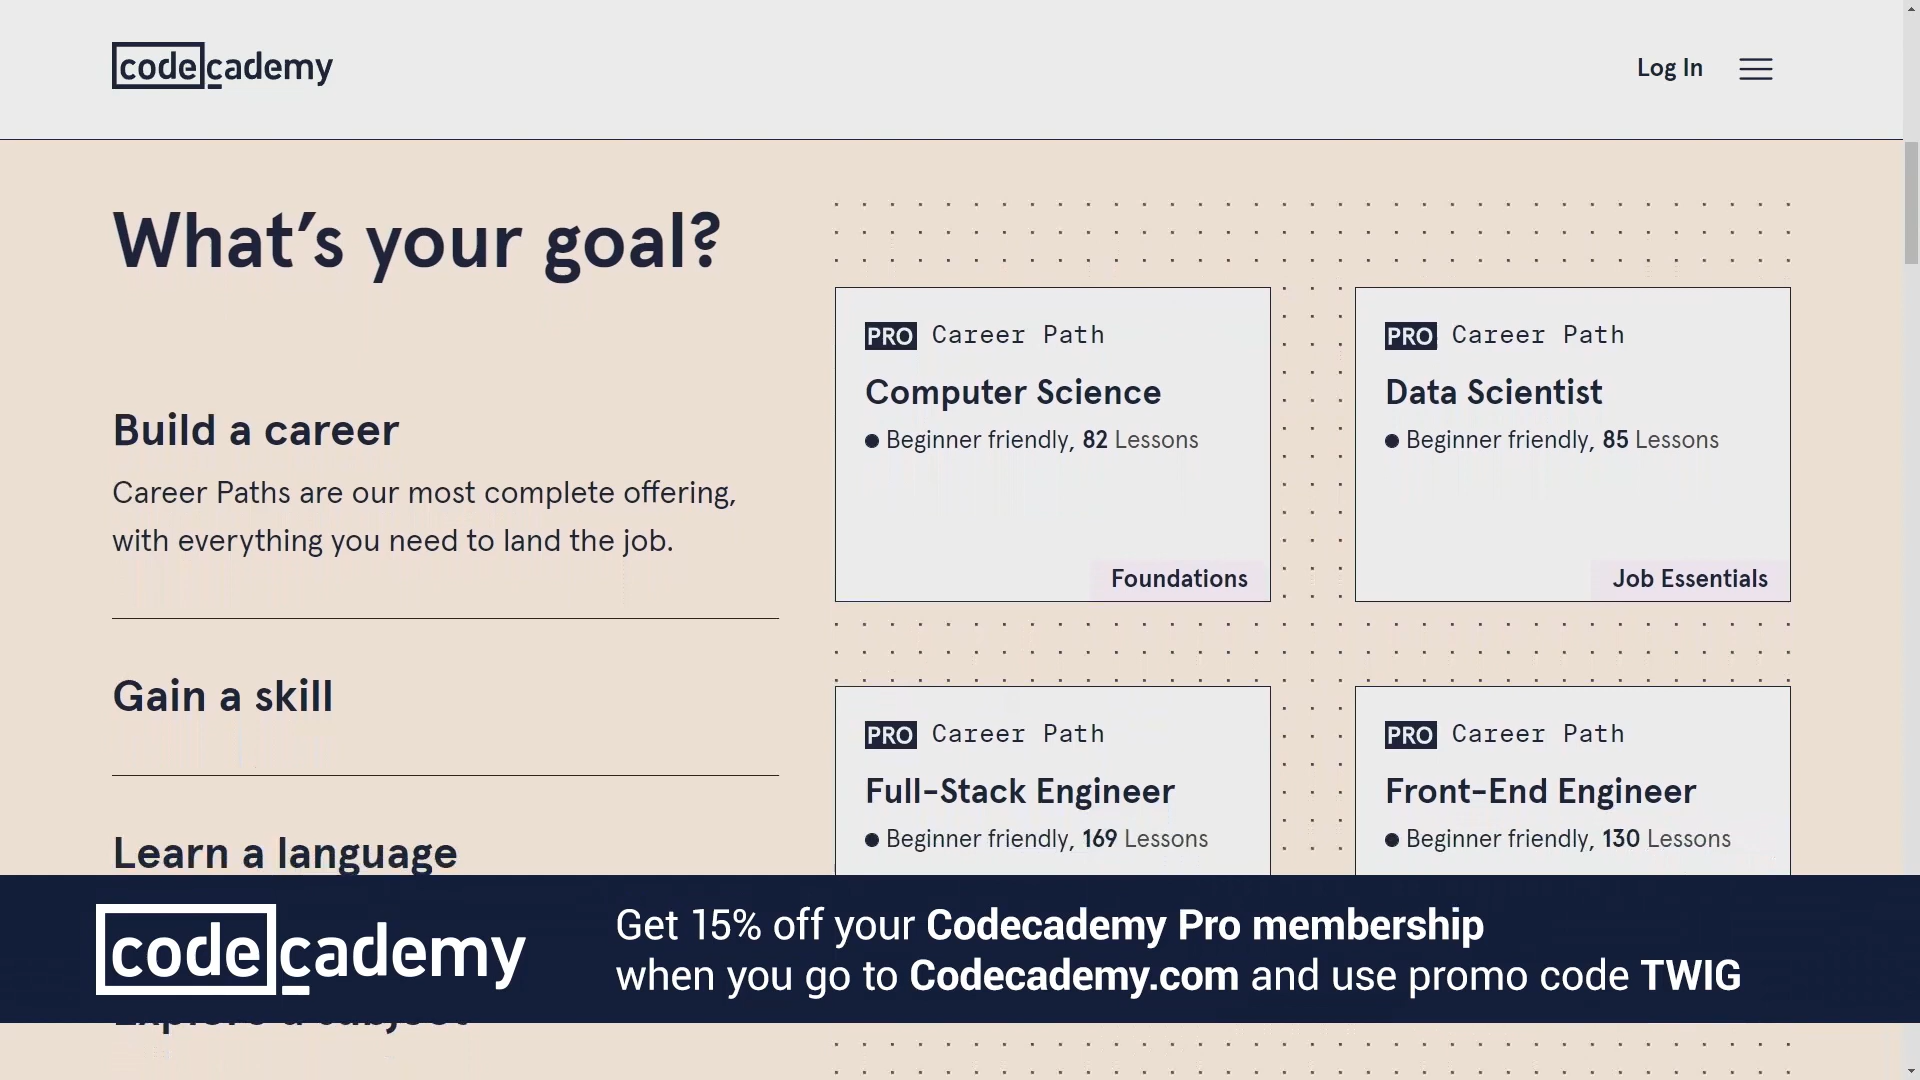 codecademy
Log In
What's your goal?
Build a career
Career Paths are our most complete offering,
with everything you need to land the job.
Gain a skill
Learn a language
PRO Career Path
Computer Science
Beginner friendly, 82 Lessons
Foundations
PRO Career Path
Data Scientist
Beginner friendly, 85 Lessons
Job Essentials
PRO Career Path
Full-Stack Engineer
Beginner friendly, 169 Lessons
PRO Career Path
Front-End Engineer
Beginner friendly, 130 Lessons
codecademy
Get 15% off your Codecademy Pro membership
when you go to Codecademy.com and use promo code TWIG